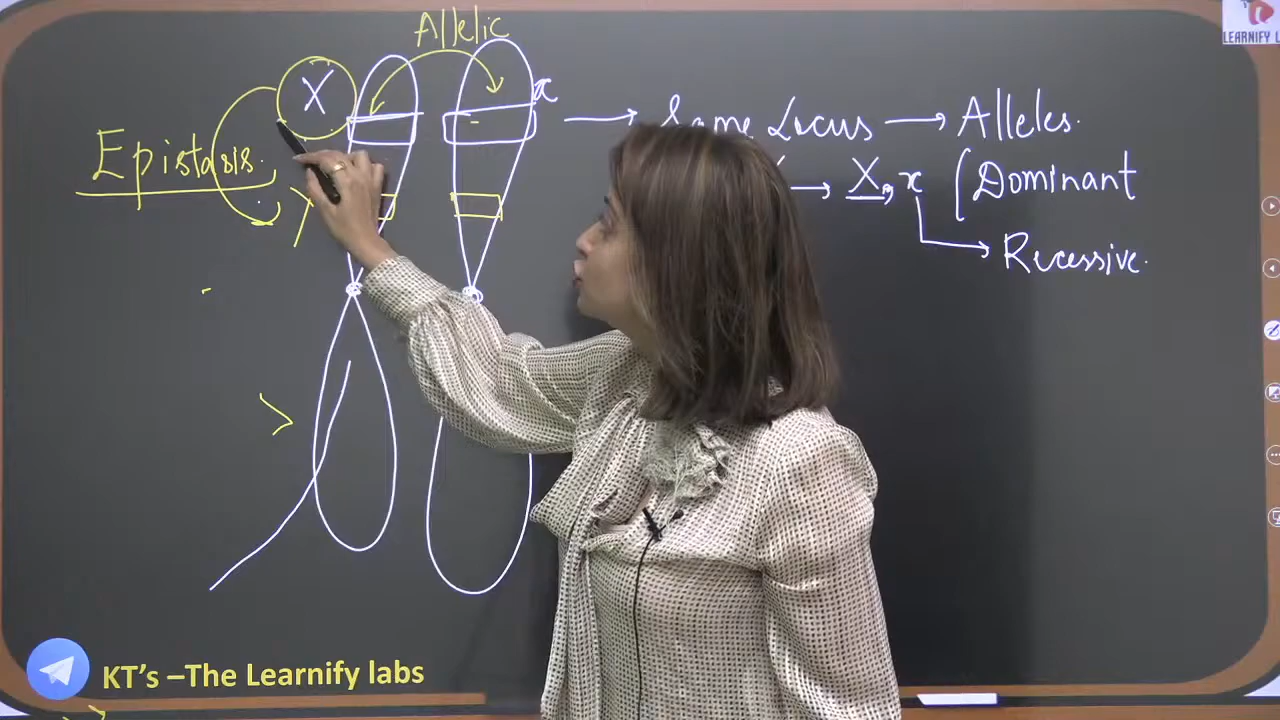 Allelic
LEARNIFY L
X
x
Same Locus → Alleles.
Epistasis.
→ X, x (Dominant
Y
Recessive.
KT's –The Learnify labs